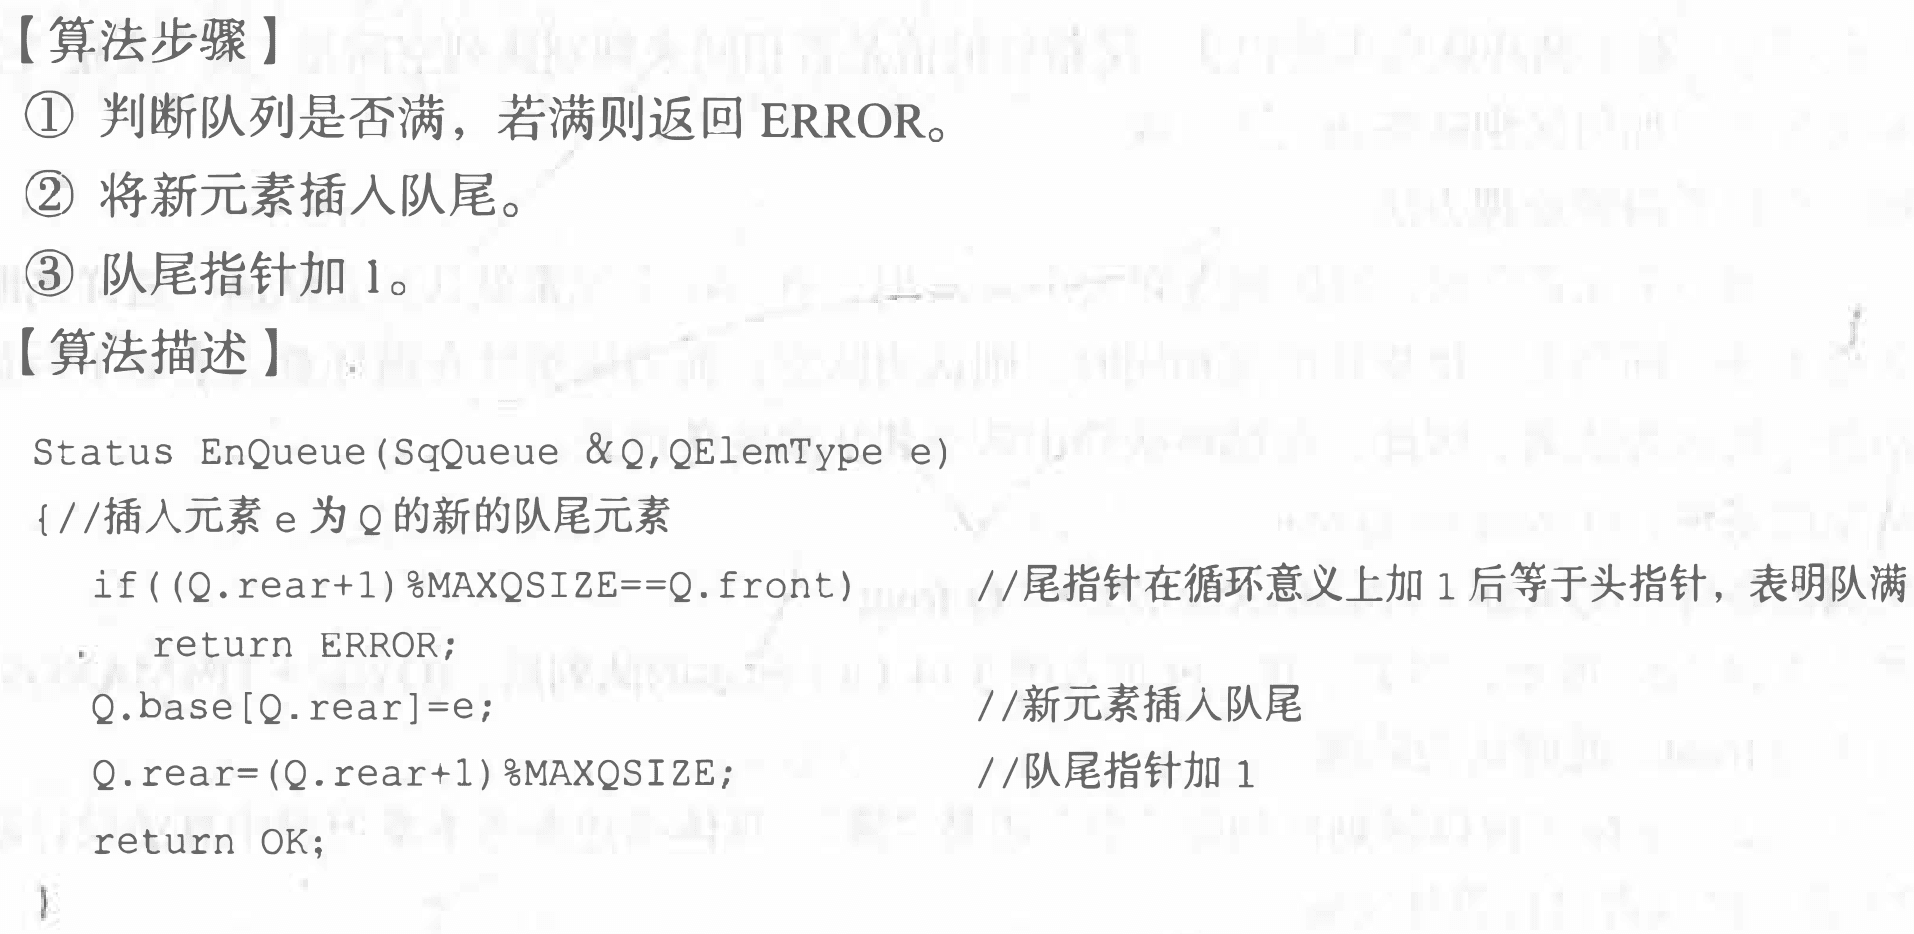 【算法步骤】
① 判断队列是否满，若满则返回 ERROR。
② 将新元素插入队尾。
③ 队尾指针加 1。
【算法描述】
Status EnQueue(SqQueue &Q,QElemType e)
{//插入元素 e 为 Q 的新的队尾元素
if((Q.rear+1)%MAXQSIZE==Q.front) //尾指针在循环意义上加 1 后等于头指针，表明队满
return ERROR;
Q.base[Q.rear]=e; //新元素插入队尾
Q.rear=(Q.rear+1)%MAXQSIZE; //队尾指针加 1
return OK;
}